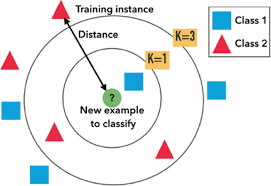 Training instance
Distance
K=3
K=1
?
New example
to classify
Class 1
Class 2